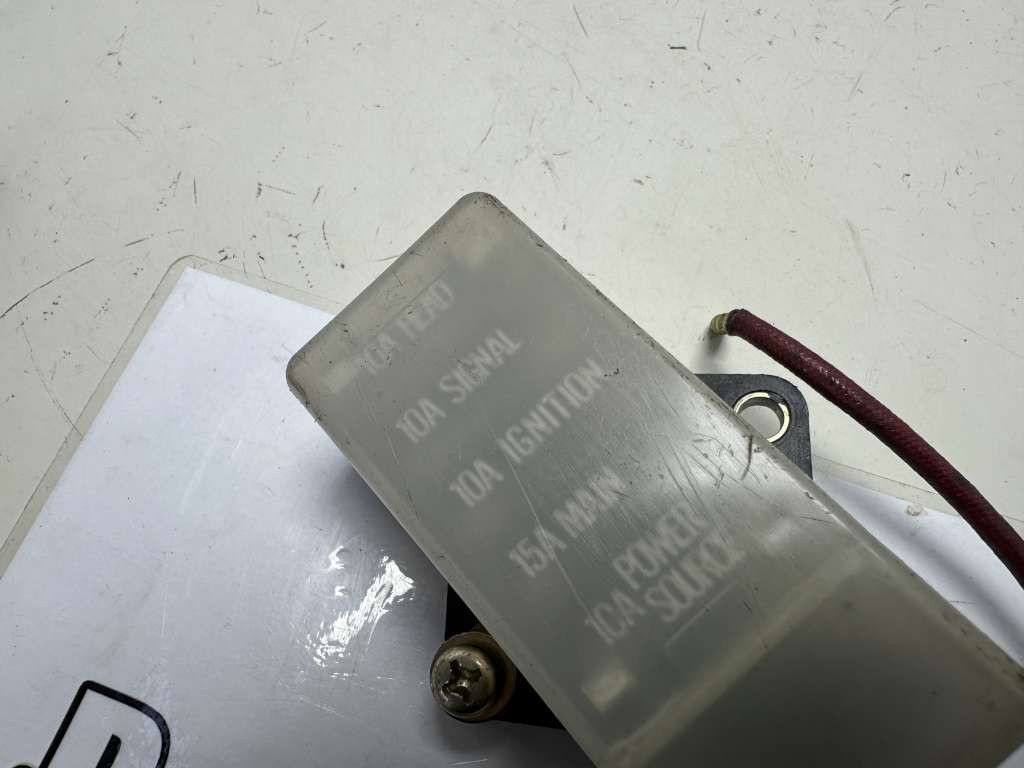 10A HEAD
10A SIGNAL
10A IGNITION
15A MAIN
10A POWER
SOURCE